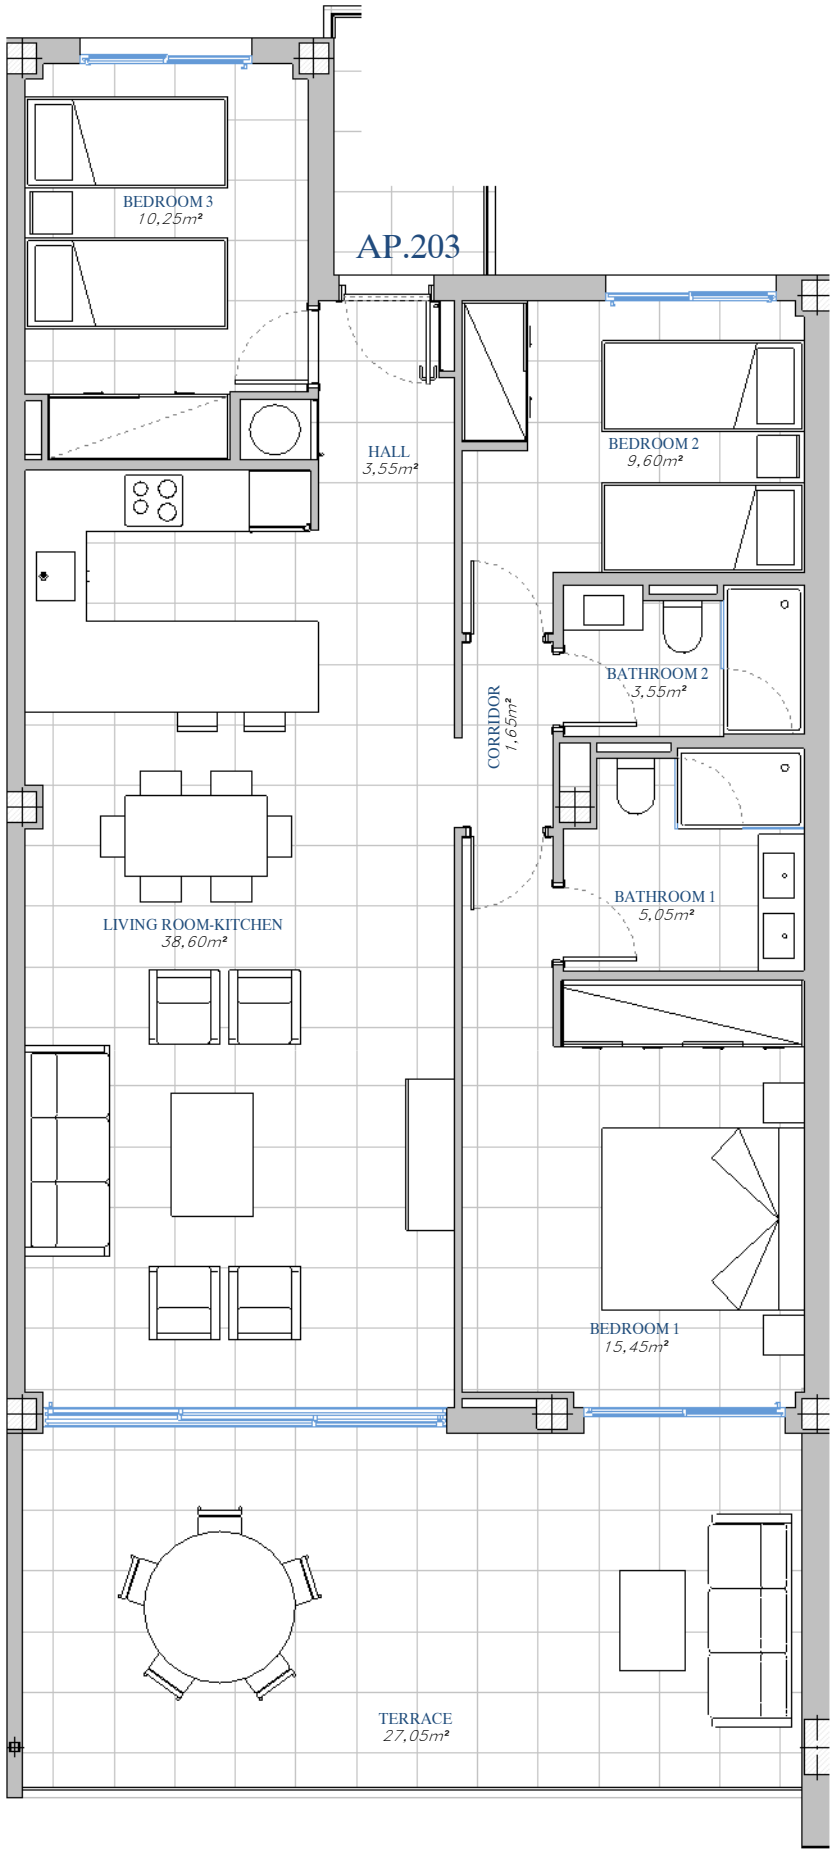 BEDROOM 3
10,25m²
AP.203
HALL
3,55m²
BEDROOM 2
9,60m²
BATHROOM 2
3,55m²
CORRIDOR
1,65m²
BATHROOM 1
5,05m²
LIVING ROOM-KITCHEN
38,60m²
BEDROOM 1
15,45m²
TERRACE
27,05m²